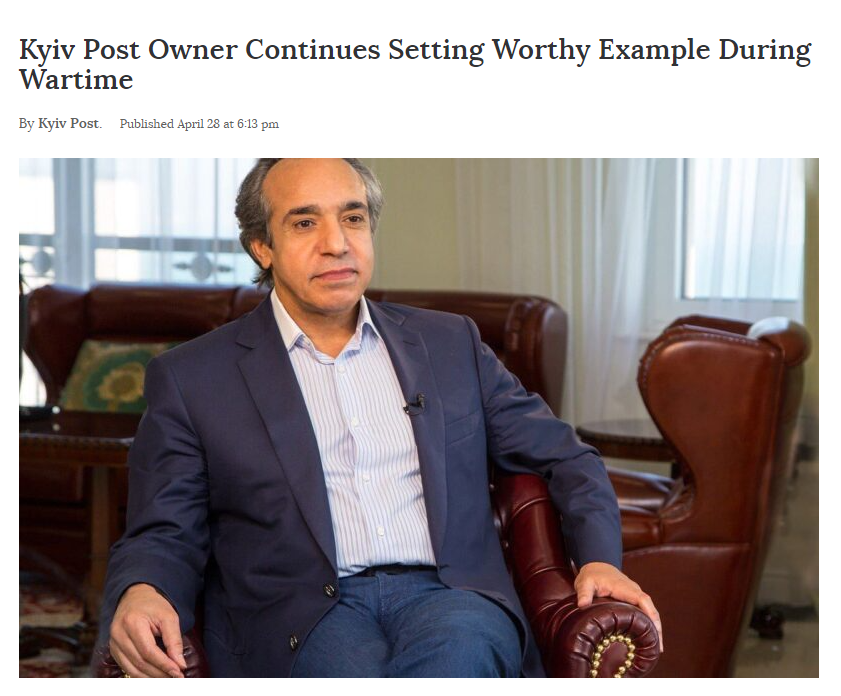 Kyiv Post Owner Continues Setting Worthy Example During
Wartime
By Kyiv Post. Published April 28 at 6:13 pm